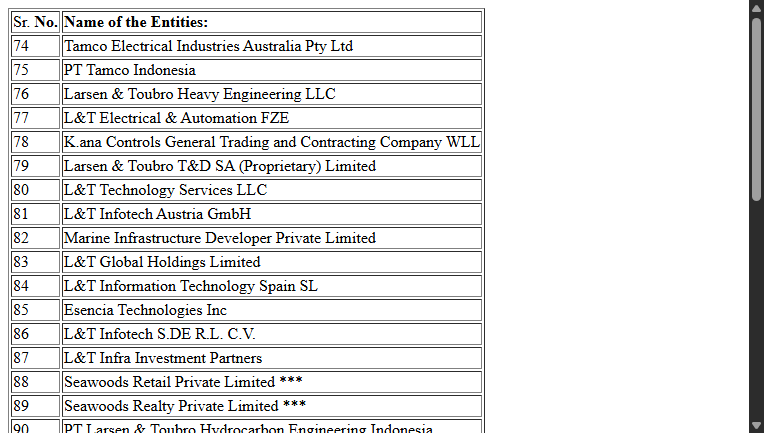 Sr. No. Name of the Entities:
74 Tamco Electrical Industries Australia Pty Ltd
75 PT Tamco Indonesia
76 Larsen & Toubro Heavy Engineering LLC
77 L&T Electrical & Automation FZE
78 K.ana Controls General Trading and Contracting Company WLL
79 Larsen & Toubro T&D SA (Proprietary) Limited
80 L&T Technology Services LLC
81 L&T Infotech Austria GmbH
82 Marine Infrastructure Developer Private Limited
83 L&T Global Holdings Limited
84 L&T Information Technology Spain SL
85 Esencia Technologies Inc
86 L&T Infotech S.DE R.L. C.V.
87 L&T Infra Investment Partners
88 Seawoods Retail Private Limited ***
89 Seawoods Realty Private Limited ***
90 PT Larsen & Toubro Hydrocarbon Engineering Indonesia